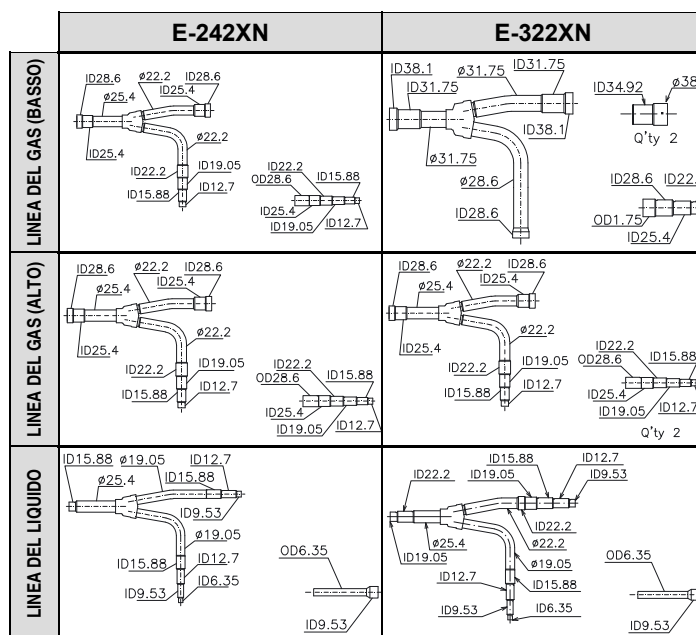 E-242XN
E-322XN
LINEA DEL GAS (BASSO)
ID28.6
ø22.2
ID28.6
ø25.4
ID25.4
ø22.2
ID25.4
ID22.2
ID19.05
ID15.88
ID12.7
ID22.2
OD28.6
ID15.88
ID25.4
ID19.05
ID12.7
ID38.1
ID31.75
ø31.75
ID31.75
ID38.1
ø31.75
ø28.6
ID28.6
ID34.92
ø38
Q'ty 2
ID28.6
ID22.
OD1.75
ID25.4
LINEA DEL GAS (ALTO)
ID28.6
ø22.2
ID28.6
ø25.4
ID25.4
ø22.2
ID25.4
ID22.2
ID19.05
ID15.88
ID12.7
ID22.2
OD28.6
ID15.88
ID25.4
ID19.05
ID12.7
ID28.6
ø22.2
ID28.6
ø25.4
ID25.4
ø22.2
ID25.4
ID22.2
ID19.05
ID15.88
ID12.7
ID22.2
OD28.6
ID15.88
ID25.4
ID19.05
ID12.7
Q'ty 2
LINEA DEL LIQUIDO
ID15.88
ø19.05
ID12.7
ø25.4
ID15.88
ID9.53
ø19.05
ID15.88
ID12.7
ID9.53
ID6.35
OD6.35
ID9.53
ID22.2
ID15.88
ID12.7
ID19.05
ID9.53
ID22.2
ø22.2
ID19.05
ø25.4
ø19.05
ID12.7
ID15.88
ID9.53
ID6.35
OD6.35
ID9.53